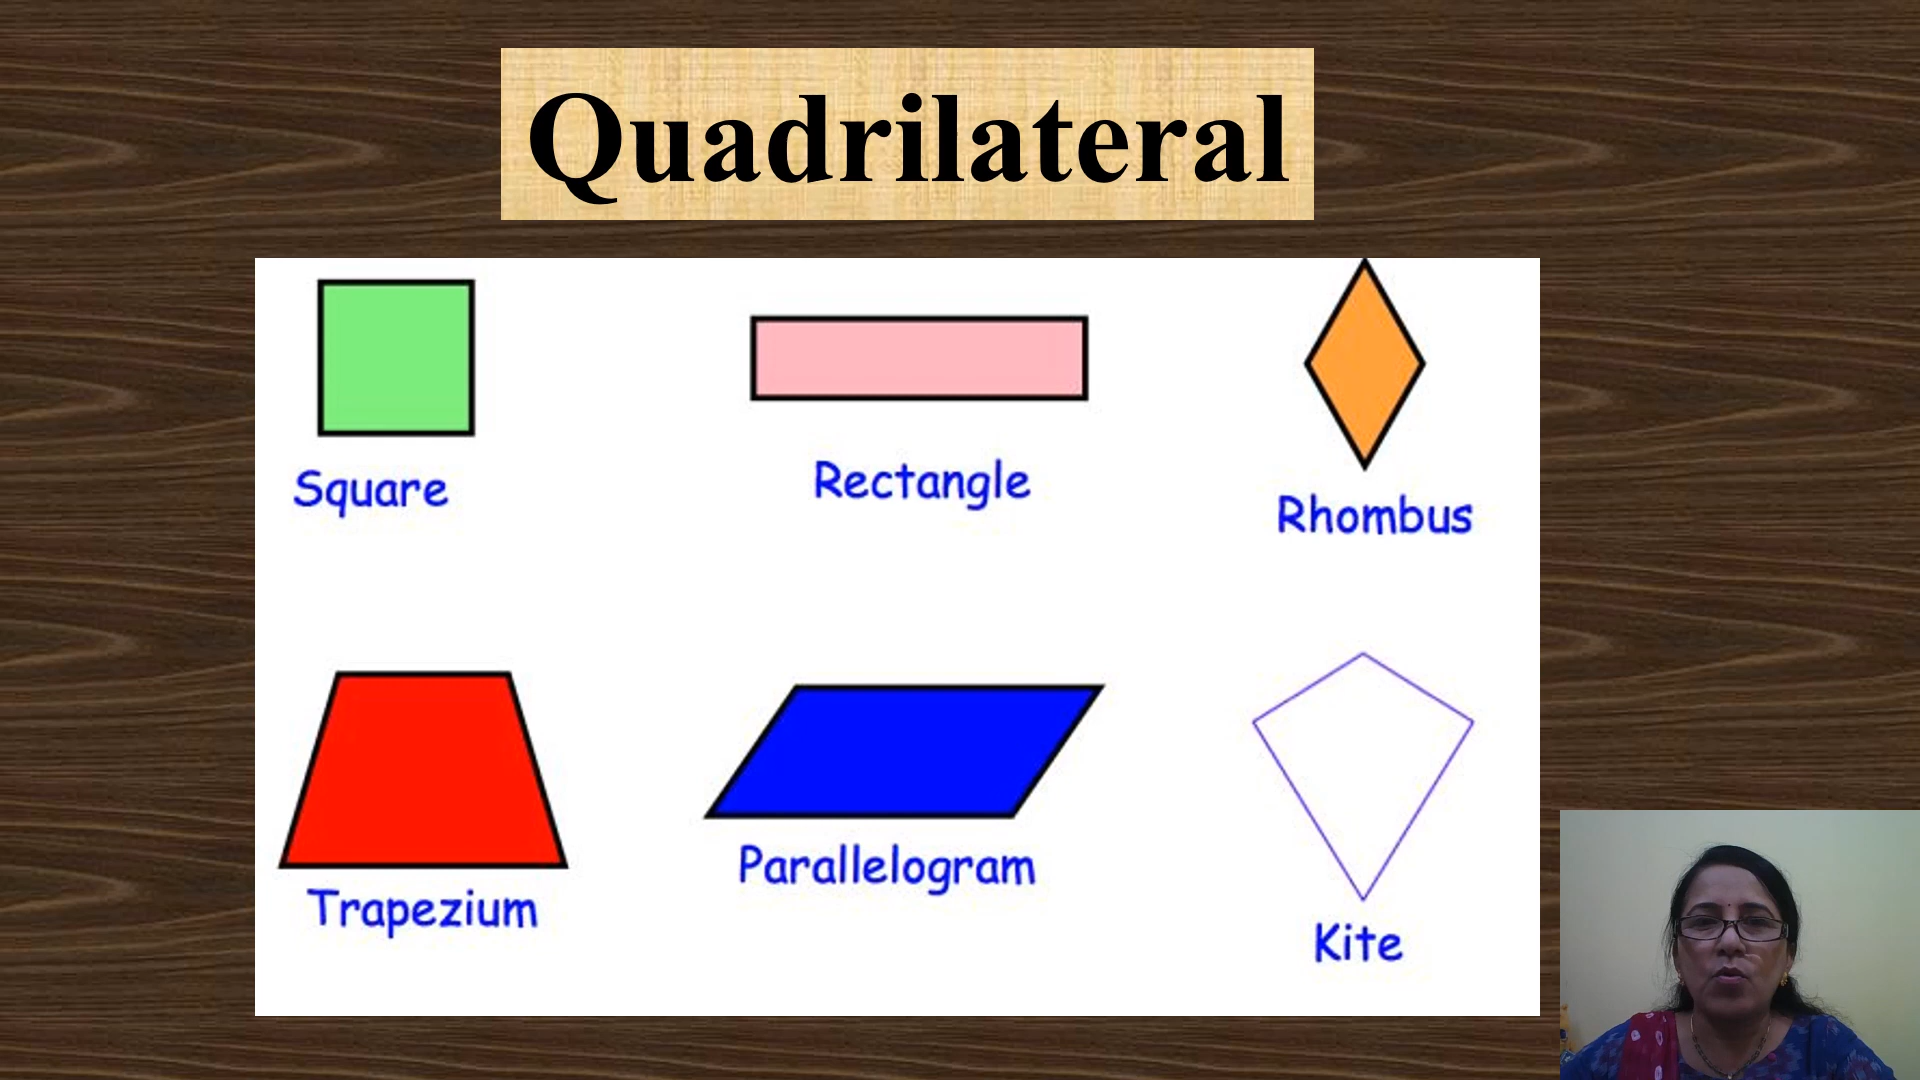 Quadrilateral
Square
Rectangle
Rhombus
Trapezium
Parallelogram
Kite